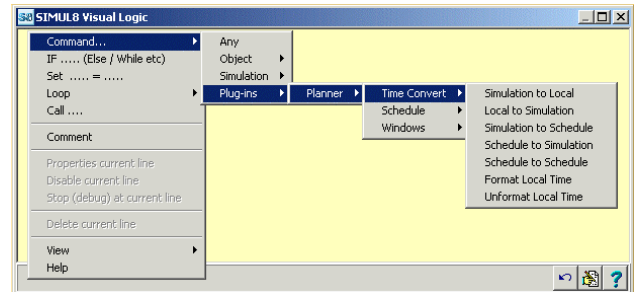 S8 SIMUL8 Visual Logic
Command...
IF ..... (Else / While etc)
Set ..... = .....
Loop
Call ....
Comment
Properties current line
Disable current line
Stop (debug) at current line
Delete current line
View
Help
Any
Object
Simulation
Plug-ins
Planner
Time Convert
Schedule
Windows
Simulation to Local
Local to Simulation
Simulation to Schedule
Schedule to Simulation
Schedule to Schedule
Format Local Time
Unformat Local Time
?